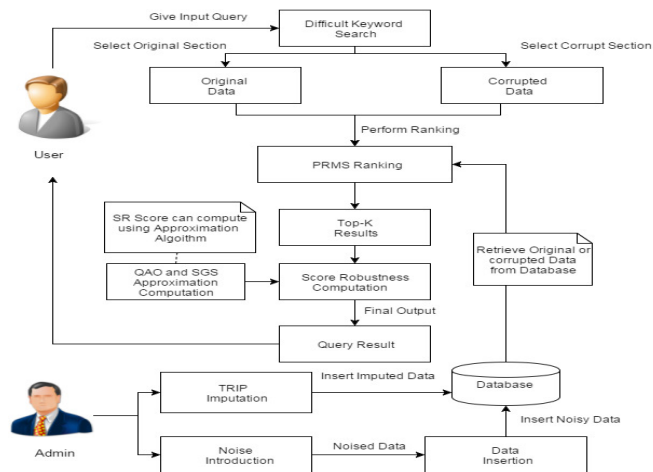 Give Input Query
Difficult Keyword
Search
Select Original Section
Select Corrupt Section
Original
Data
Corrupted
Data
User
Perform Ranking
PRMS Ranking
SR Score can compute
using Approximation
Algoithm
Top-K
Results
Retrieve Original or
corrupted Data
from Database
QAO and SGS
Approximation
Computation
Score Robustness
Computation
Final Output
Query Result
TRIP
Imputation
Insert Imputed Data
Database
Admin
Insert Noisy Data
Noise
Introduction
Noised Data
Data
Insertion